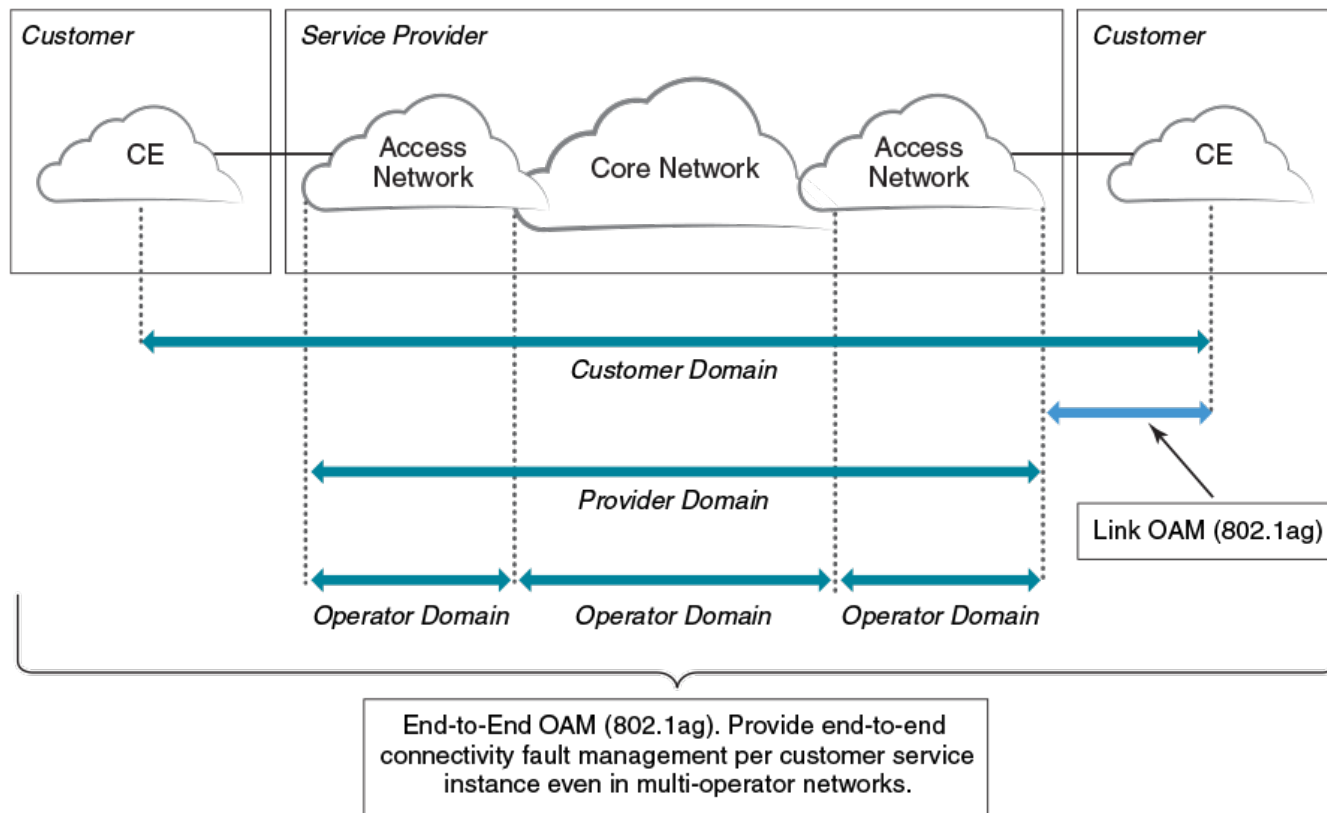 Customer
Service Provider
Customer
CE
Access
Network
Core Network
Access
Network
CE
Customer Domain
Provider Domain
Link OAM (802.1ag)
Operator Domain
Operator Domain
Operator Domain
End-to-End OAM (802.1ag). Provide end-to-end
connectivity fault management per customer service
instance even in multi-operator networks.